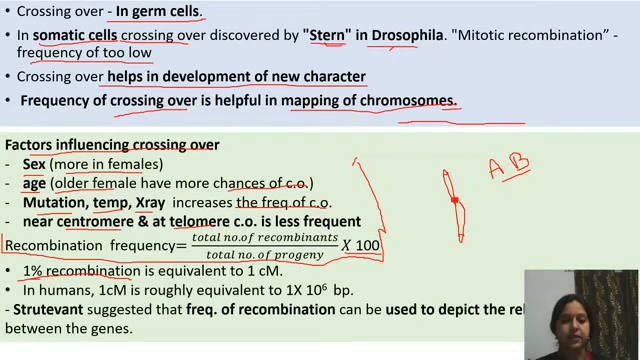 • Crossing over - In germ cells.
• In somatic cells crossing over discovered by "Stern" in Drosophila. "Mitotic recombination" -
frequency of too low
• Crossing over helps in development of new character
• Frequency of crossing over is helpful in mapping of chromosomes.
Factors influencing crossing over
- Sex (more in females)
- age (older female have more chances of c.o.)
- Mutation, temp, Xray increases the freq of c.o.
- near centromere & at telomere c.o. is less frequent
Recombination frequency= total no.of recombinants / total no. of progeny X 100
• 1% recombination is equivalent to 1 cM.
• In humans, 1cM is roughly equivalent to 1X 10⁶ bp.
- Strutevant suggested that freq. of recombination can be used to depict the
between the genes.
A B